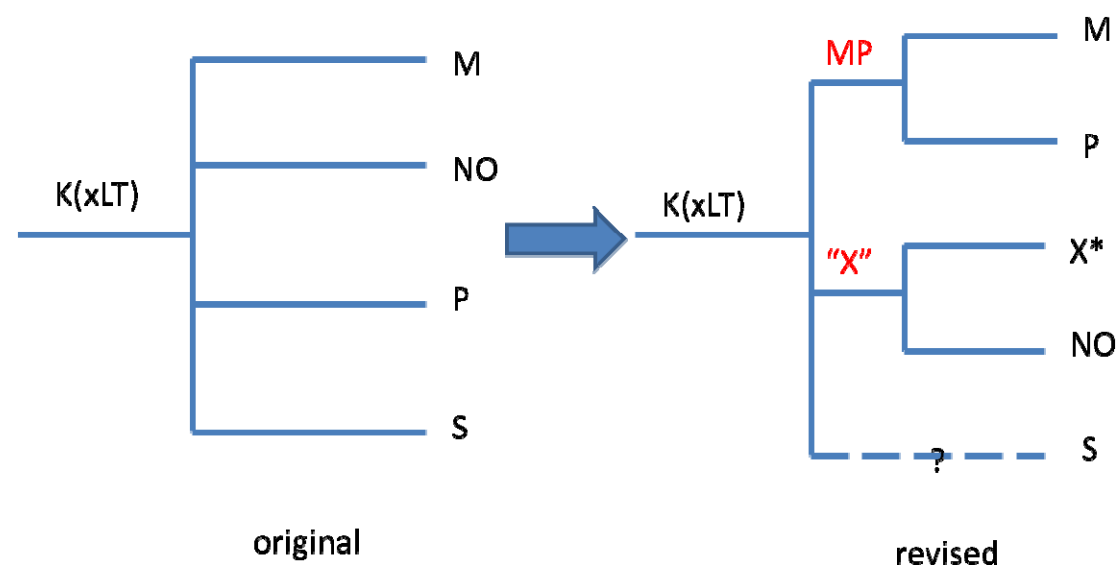 K(xLT)
M
NO
P
S
original
K(xLT)
MP
M
P
“X”
X*
NO
?
S
revised